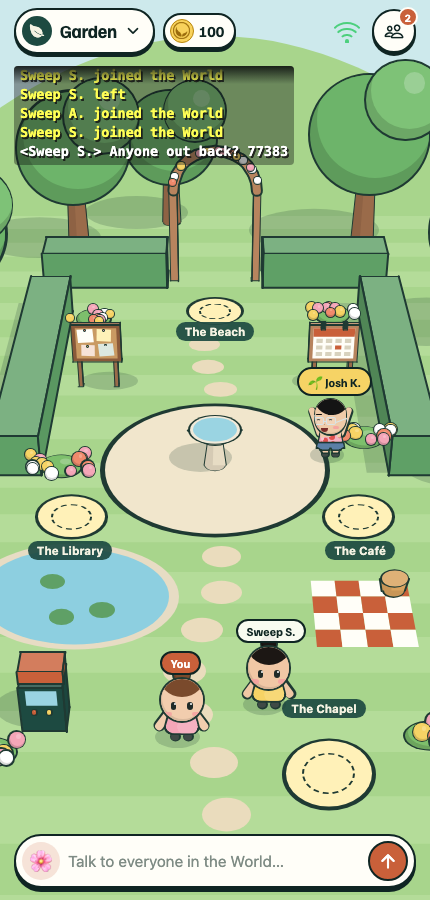 Garden
100
2
Sweep S. joined the World
Sweep S. left
Sweep A. joined the World
Sweep S. joined the World
<Sweep S.> Anyone out back? 77383
The Beach
Josh K.
The Library
The Café
Sweep S.
You
The Chapel
Talk to everyone in the World...